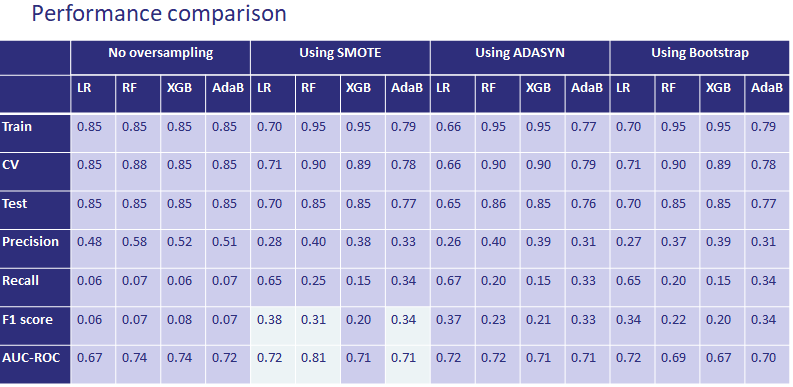 Performance comparison
No oversampling Using SMOTE Using ADASYN Using Bootstrap
LR RF XGB AdaB LR RF XGB AdaB LR RF XGB AdaB LR RF XGB AdaB
Train 0.85 0.85 0.85 0.85 0.70 0.95 0.95 0.79 0.66 0.95 0.95 0.77 0.70 0.95 0.95 0.79
CV 0.85 0.88 0.85 0.85 0.71 0.90 0.89 0.78 0.66 0.90 0.90 0.79 0.71 0.90 0.89 0.78
Test 0.85 0.85 0.85 0.85 0.70 0.85 0.85 0.77 0.65 0.86 0.85 0.76 0.70 0.85 0.85 0.77
Precision 0.48 0.58 0.52 0.51 0.28 0.40 0.38 0.33 0.26 0.40 0.39 0.31 0.27 0.37 0.39 0.31
Recall 0.06 0.07 0.06 0.07 0.65 0.25 0.15 0.34 0.67 0.20 0.15 0.33 0.65 0.20 0.15 0.34
F1 score 0.06 0.07 0.08 0.07 0.38 0.31 0.20 0.34 0.37 0.23 0.21 0.33 0.34 0.22 0.20 0.34
AUC-ROC 0.67 0.74 0.74 0.72 0.72 0.81 0.71 0.71 0.72 0.72 0.71 0.71 0.72 0.69 0.67 0.70